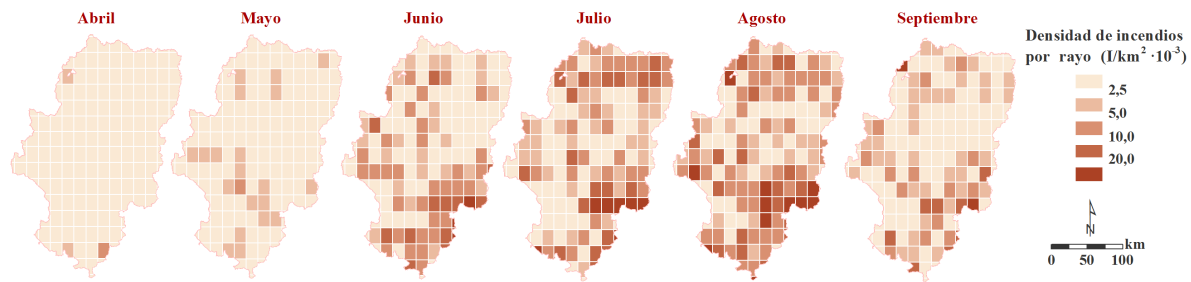 Abril Mayo Junio Julio Agosto Septiembre
Densidad de incendios
por rayo (I/km² ·10⁻³)
2,5
5,0
10,0
20,0
N
km
0 50 100